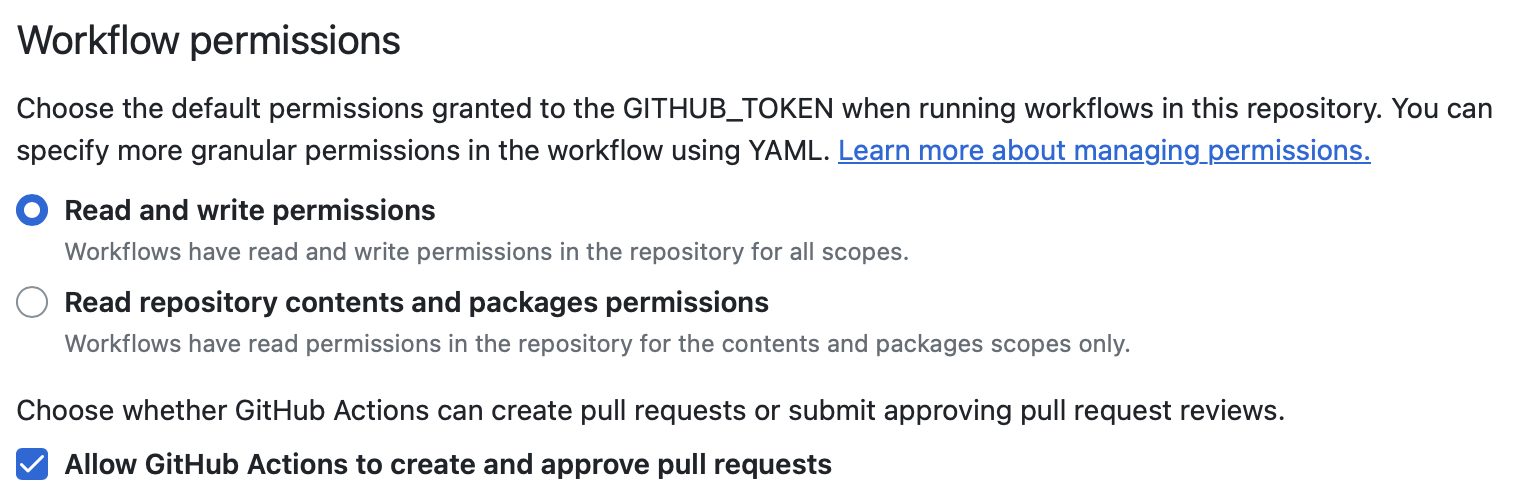 Workflow permissions
Choose the default permissions granted to the GITHUB_TOKEN when running workflows in this repository. You can
specify more granular permissions in the workflow using YAML. Learn more about managing permissions.
Read and write permissions
Workflows have read and write permissions in the repository for all scopes.
Read repository contents and packages permissions
Workflows have read permissions in the repository for the contents and packages scopes only.
Choose whether GitHub Actions can create pull requests or submit approving pull request reviews.
Allow GitHub Actions to create and approve pull requests